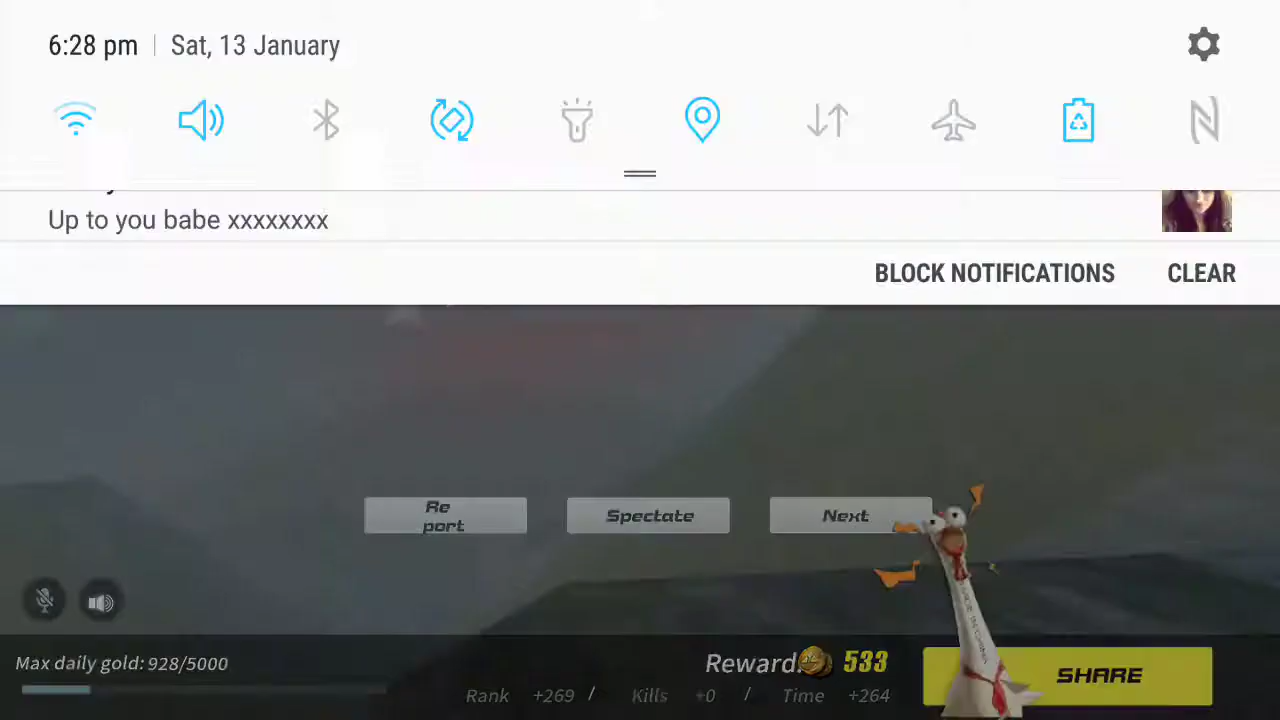 6:28 pm | Sat, 13 January
Up to you babe xxxxxxxx
BLOCK NOTIFICATIONS CLEAR
Re
port
Spectate
Next
Max daily gold: 928/5000
Reward: 533
Rank +269 / Kills +0 / Time +264
SHARE